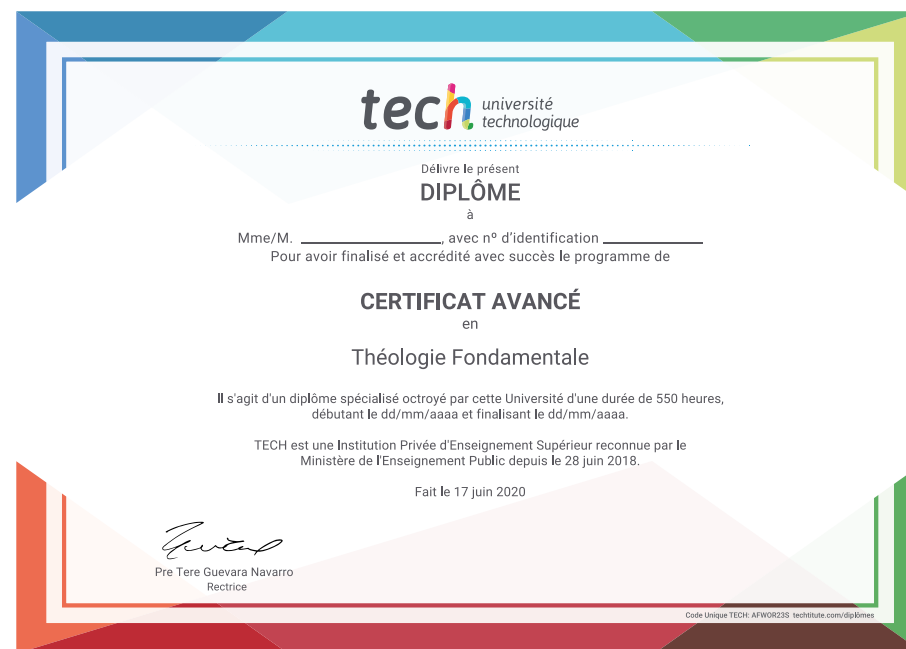 tech université
technologique
Délivre le présent
DIPLÔME
à
Mme/M. ____________________, avec nº d'identification ______________
Pour avoir finalisé et accrédité avec succès le programme de
CERTIFICAT AVANCÉ
en
Théologie Fondamentale
Il s'agit d'un diplôme spécialisé octroyé par cette Université d'une durée de 550 heures,
débutant le dd/mm/aaaa et finalisant le dd/mm/aaaa.
TECH est une Institution Privée d'Enseignement Supérieur reconnue par le
Ministère de l'Enseignement Public depuis le 28 juin 2018.
Fait le 17 juin 2020
Pre Tere Guevara Navarro
Rectrice
Code Unique TECH: AFWOR23S techtitute.com/diplômes